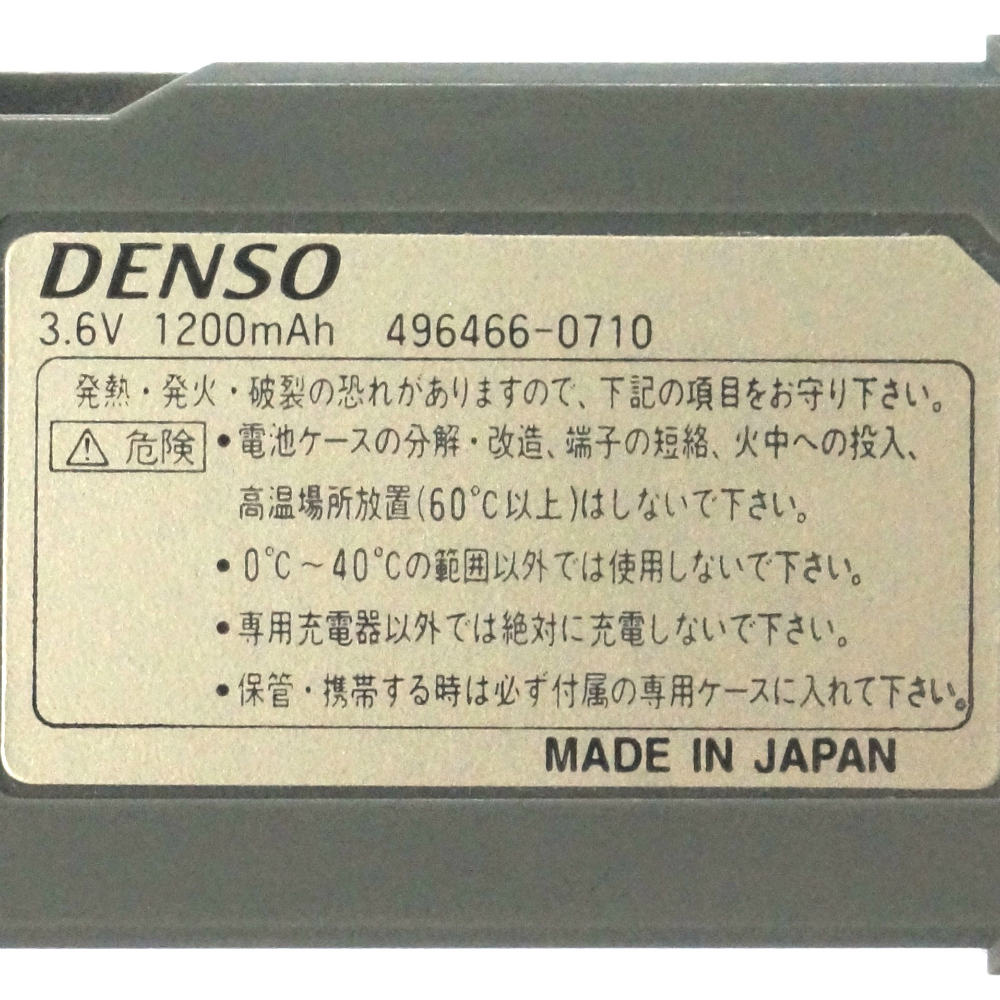 DENSO
3.6V 1200mAh 496466-0710
発熱・発火・破裂の恐れがありますので、下記の項目をお守り下さい。
⚠ 危険 •電池ケースの分解・改造、端子の短絡、火中への投入、
高温場所放置(60℃以上)はしないで下さい。
•0℃～40℃の範囲以外では使用しないで下さい。
•専用充電器以外では絶対に充電しないで下さい。
•保管・携帯する時は必ず付属の専用ケースに入れて下さい。
MADE IN JAPAN